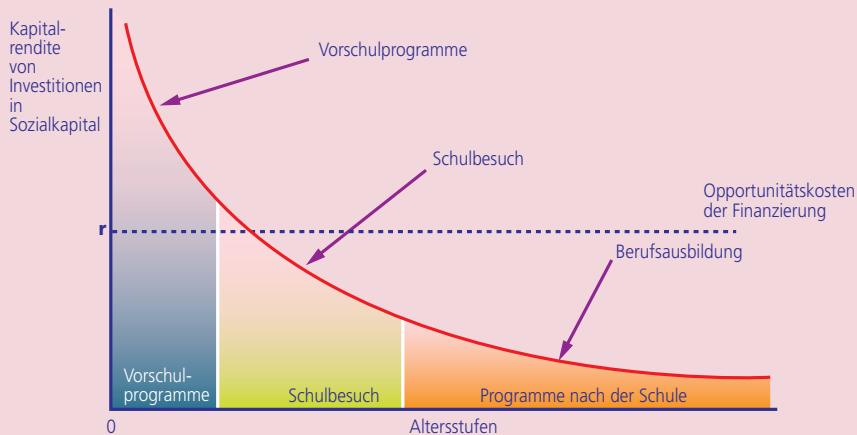 Kapital-
rendite
von
Investitionen
in
Sozialkapital
Vorschulprogramme
Schulbesuch
Opportunitätskosten
der Finanzierung
r
Berufsausbildung
Vorschul-
programme
Schulbesuch
Programme nach der Schule
0
Altersstufen